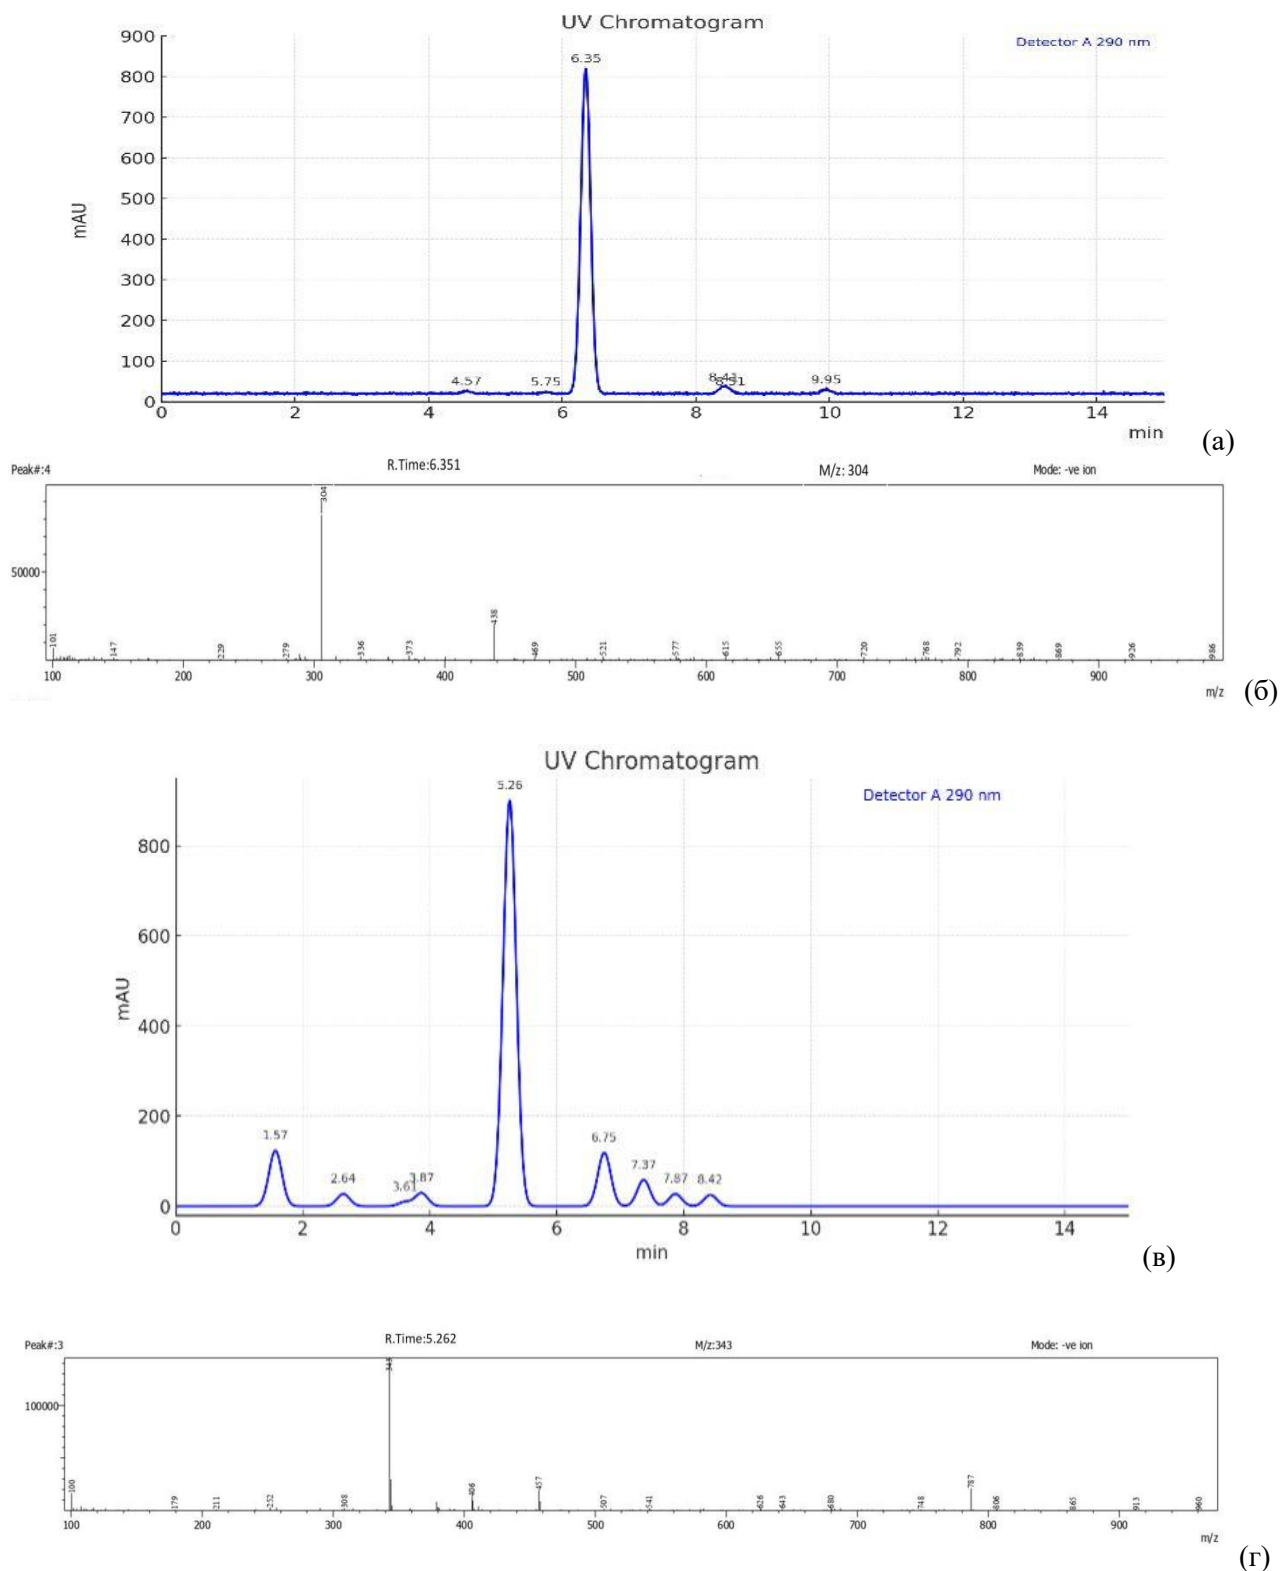 UV Chromatogram
Detector A 290 nm
900
800
700
600
500
400
300
200
100
0
mAU
6.35
4.57
5.75
8.43
8.51
9.95
0 2 4 6 8 10 12 14
min
(а)
Peak#:4 R.Time:6.351 M/z: 304 Mode: -ve ion
50000
101 147 229 279 304 336 373 438 469 521 577 615 655 720 768 792 839 869 926 986
100 200 300 400 500 600 700 800 900
m/z
(б)
UV Chromatogram
Detector A 290 nm
800
600
400
200
0
mAU
1.57
2.64
3.61
3.87
5.26
6.75
7.37
7.87
8.42
0 2 4 6 8 10 12 14
min
(в)
Peak#:3 R.Time:5.262 M/z:343 Mode: -ve ion
100000
100 179 211 252 308 343 406 457 507 541 626 643 680 748 787 806 865 913 960
100 200 300 400 500 600 700 800 900
m/z
(г)